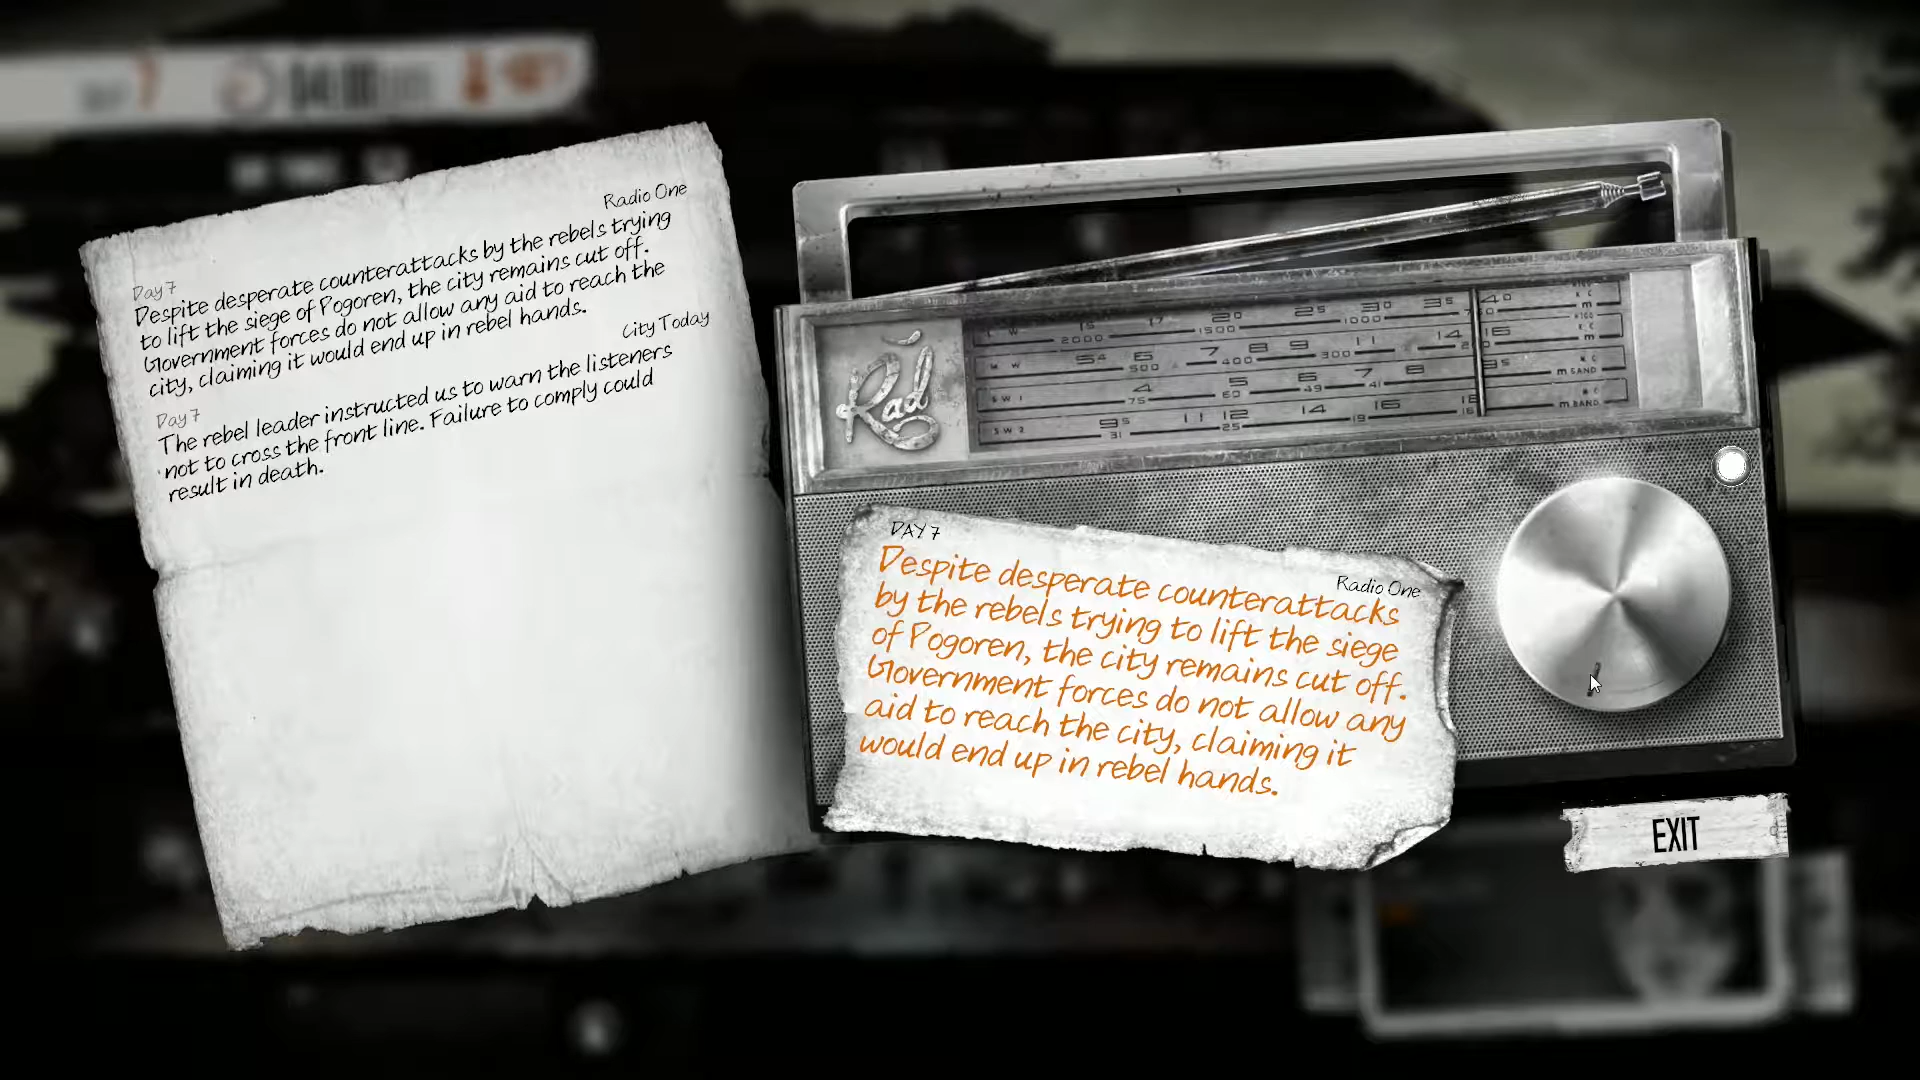 Radio One
Day 7
Despite desperate counterattacks by the rebels trying
to lift the siege of Pogoren, the city remains cut off.
Government forces do not allow any aid to reach the
city, claiming it would end up in rebel hands.
City Today
Day 7
The rebel leader instructed us to warn the listeners
not to cross the front line. Failure to comply could
result in death.
Rad
DAY 7
Radio One
Despite desperate counterattacks
by the rebels trying to lift the siege
of Pogoren, the city remains cut off.
Government forces do not allow any
aid to reach the city, claiming it
would end up in rebel hands.
EXIT